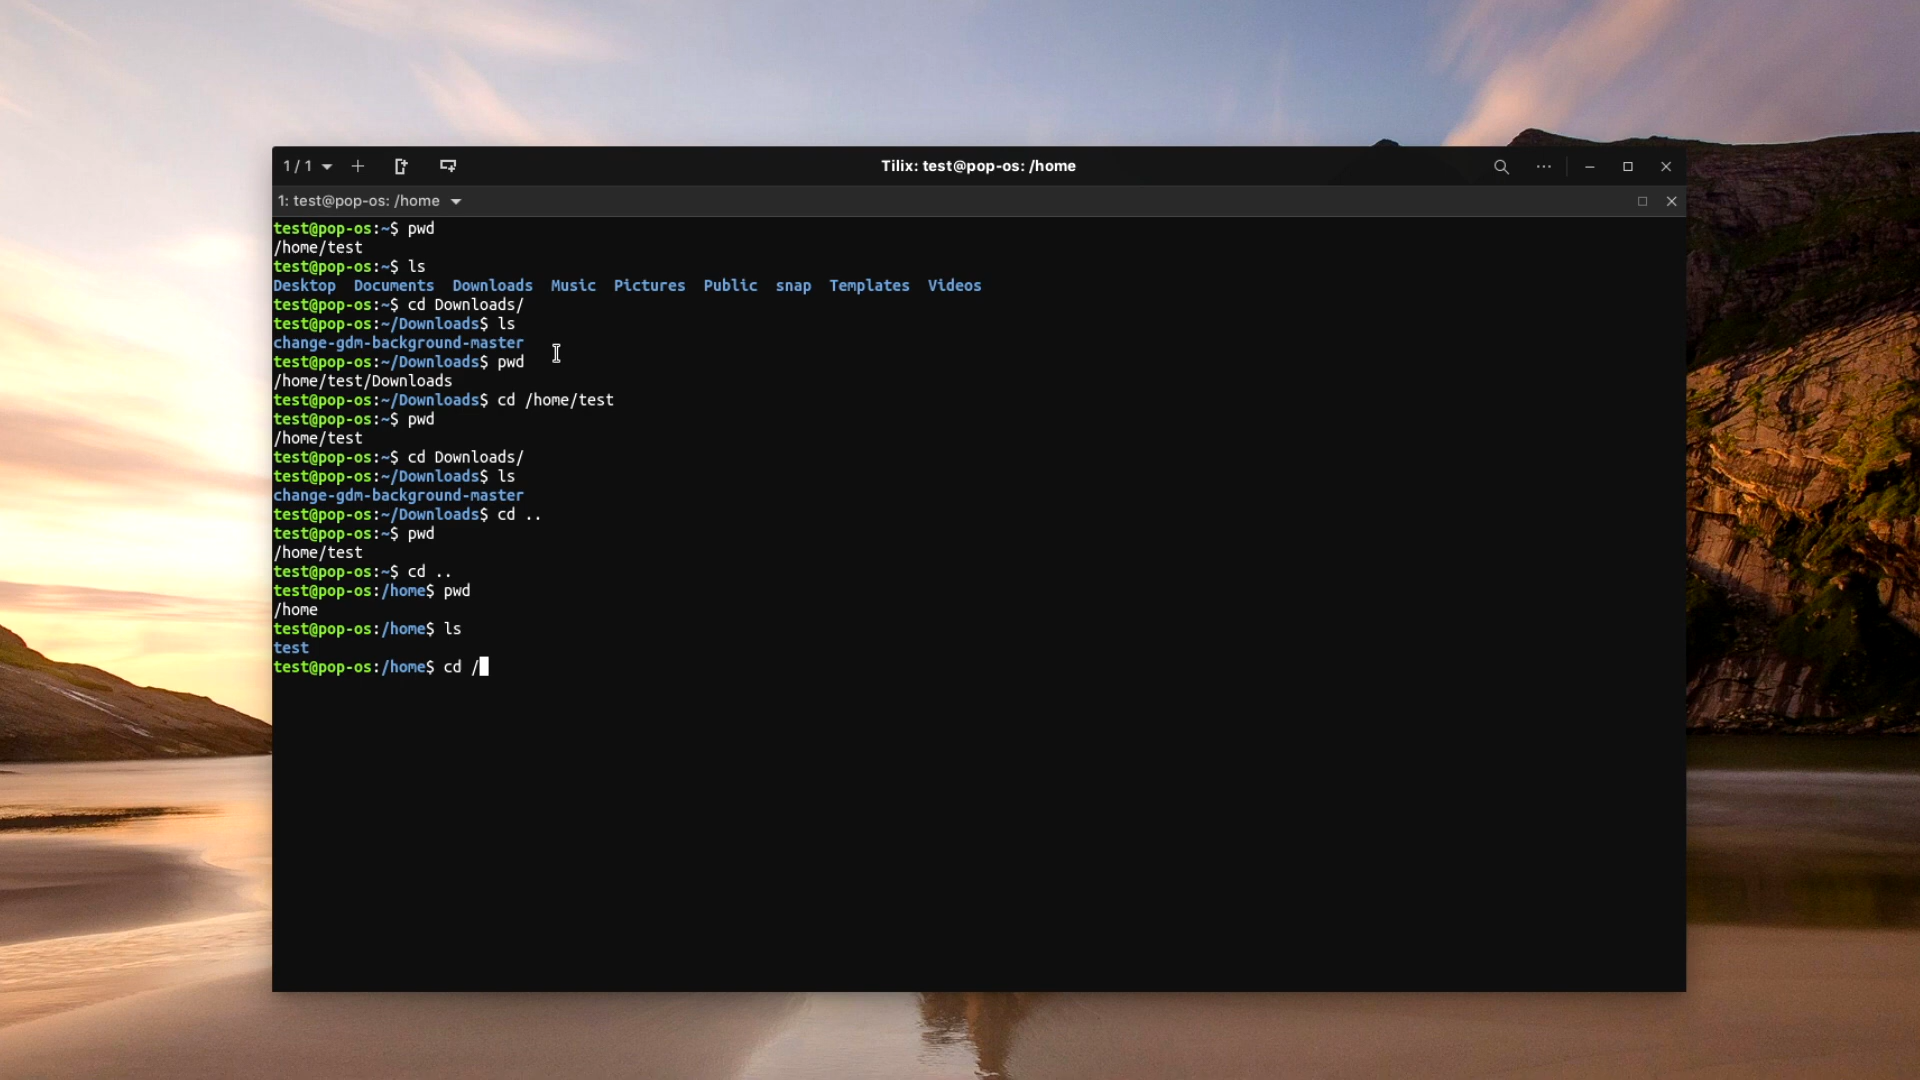 1 / 1
Tilix: test@pop-os: /home
1: test@pop-os: /home
test@pop-os:~$ pwd
/home/test
test@pop-os:~$ ls
Desktop  Documents  Downloads  Music  Pictures  Public  snap  Templates  Videos
test@pop-os:~$ cd Downloads/
test@pop-os:~/Downloads$ ls
change-gdm-background-master
test@pop-os:~/Downloads$ pwd
/home/test/Downloads
test@pop-os:~/Downloads$ cd /home/test
test@pop-os:~$ pwd
/home/test
test@pop-os:~$ cd Downloads/
test@pop-os:~/Downloads$ ls
change-gdm-background-master
test@pop-os:~/Downloads$ cd ..
test@pop-os:~$ pwd
/home/test
test@pop-os:~$ cd ..
test@pop-os:/home$ pwd
/home
test@pop-os:/home$ ls
test
test@pop-os:/home$ cd /